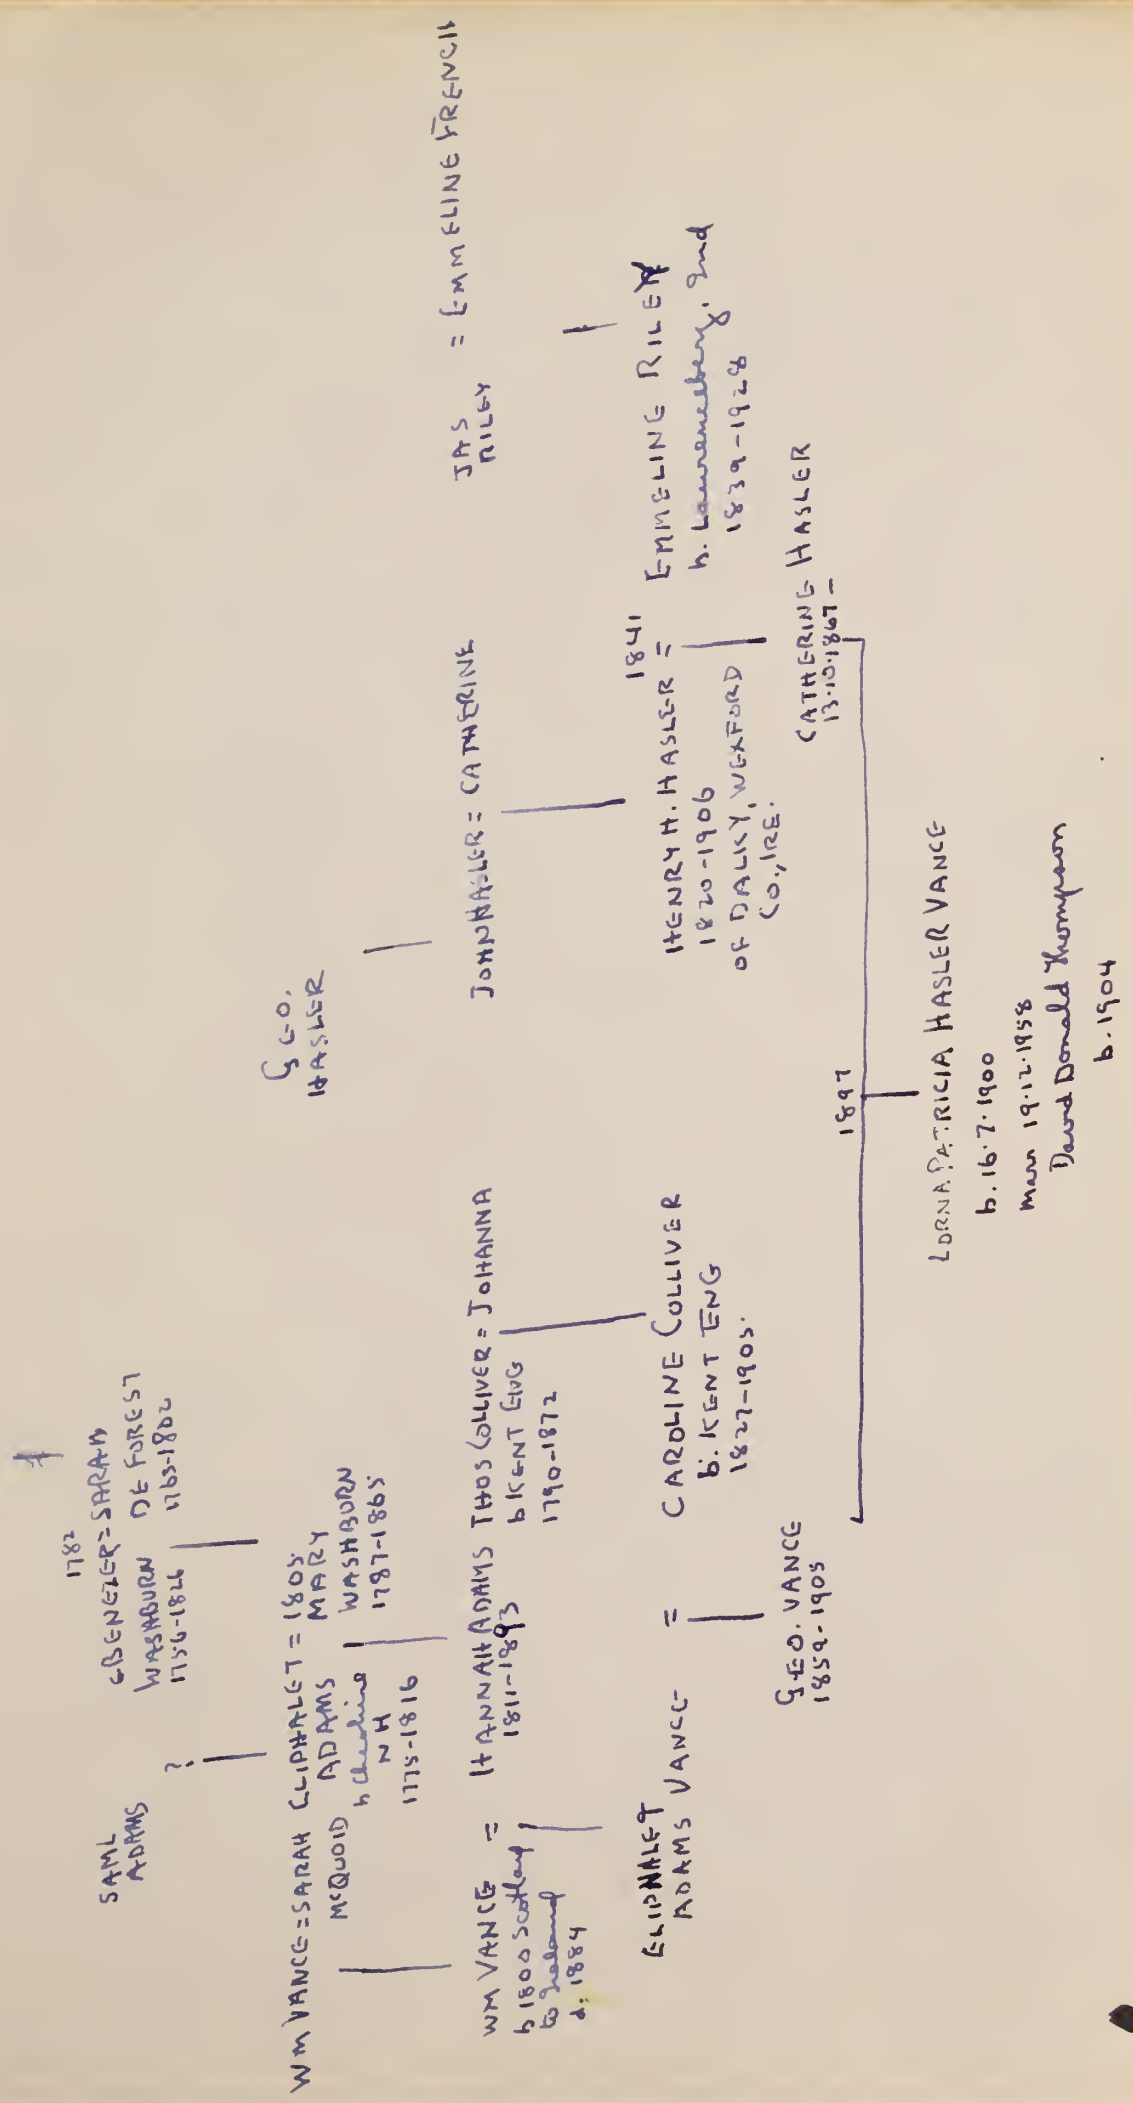 1782
EBENEZER = SARAH
WASHBURN DE FOREST
1756-1826 1765-1802
SAML
ADAMS
?
WM VANCE = SARAH
MCQUOID
ELIPHALET = 1805
ADAMS MARY
WASHBURN
NH
1775-1816
1787-1865
GEO.
HASLER
WM VANCE =
b 1800 Scotland
to Ireland
d. 1884
HANNAH ADAMS
1811-1893
THOS COLLIVER = JOHANNA
b KENT ENG
1790-1872
JOHN HASLER = CATHERINE
JAS = EMMELINE FRENCH
RILEY
ELIPHALET
ADAMS VANCE =
CAROLINE COLLIVER
b. KENT ENG
1827-1905.
1841
HENRY H. HASLER =
1820-1906
OF DALKY, WEXFORD
CO., IRE.
EMMELINE RILEY
b. Lawrenceberg, Ind
1839-1928
GEO. VANCE
1859-1905
CATHERINE HASLER
13.10.1867-
1897
LORNA PATRICIA HASLER VANCE
b. 16.7.1900
Marr 19.12.1958
David Donald Thompson
b. 1904